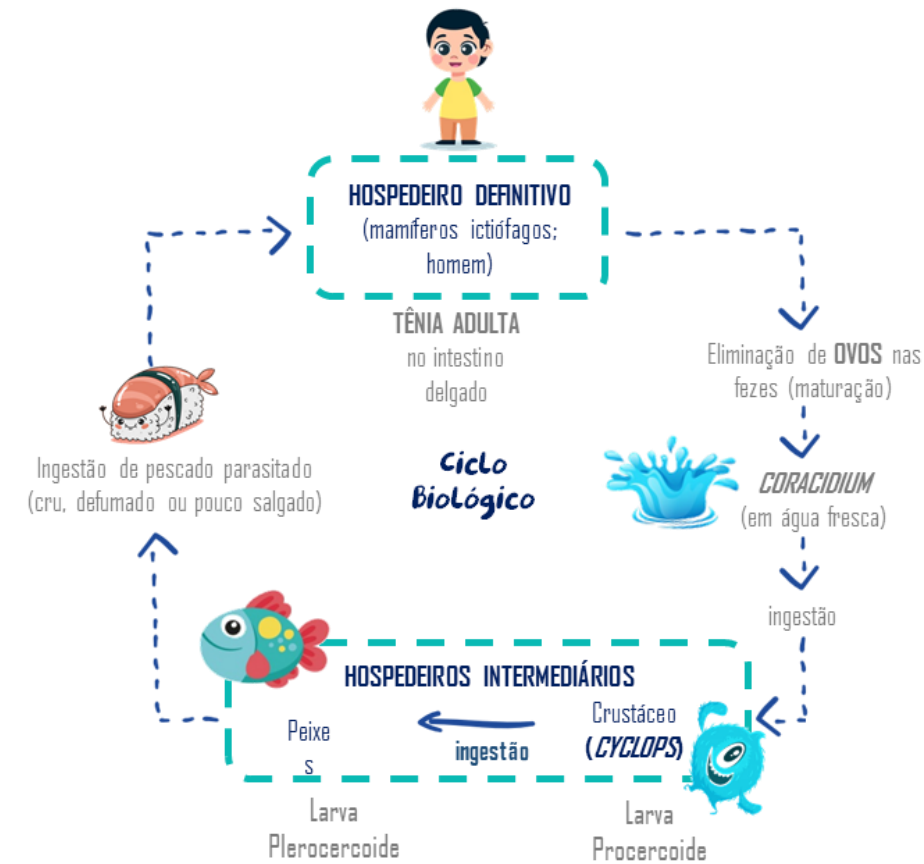 HOSPEDEIRO DEFINITIVO
(mamíferos ictiófagos;
homem)
TÊNIA ADULTA
no intestino
delgado
Eliminação de OVOS nas
fezes (maturação)
CORACIDIUM
(em água fresca)
ingestão
Ciclo
Biológico
Ingestão de pescado parasitado
(cru, defumado ou pouco salgado)
HOSPEDEIROS INTERMEDIÁRIOS
Crustáceo
(CYCLOPS)
ingestão
Peixe
s
Larva
Plerocercoide
Larva
Procercoide